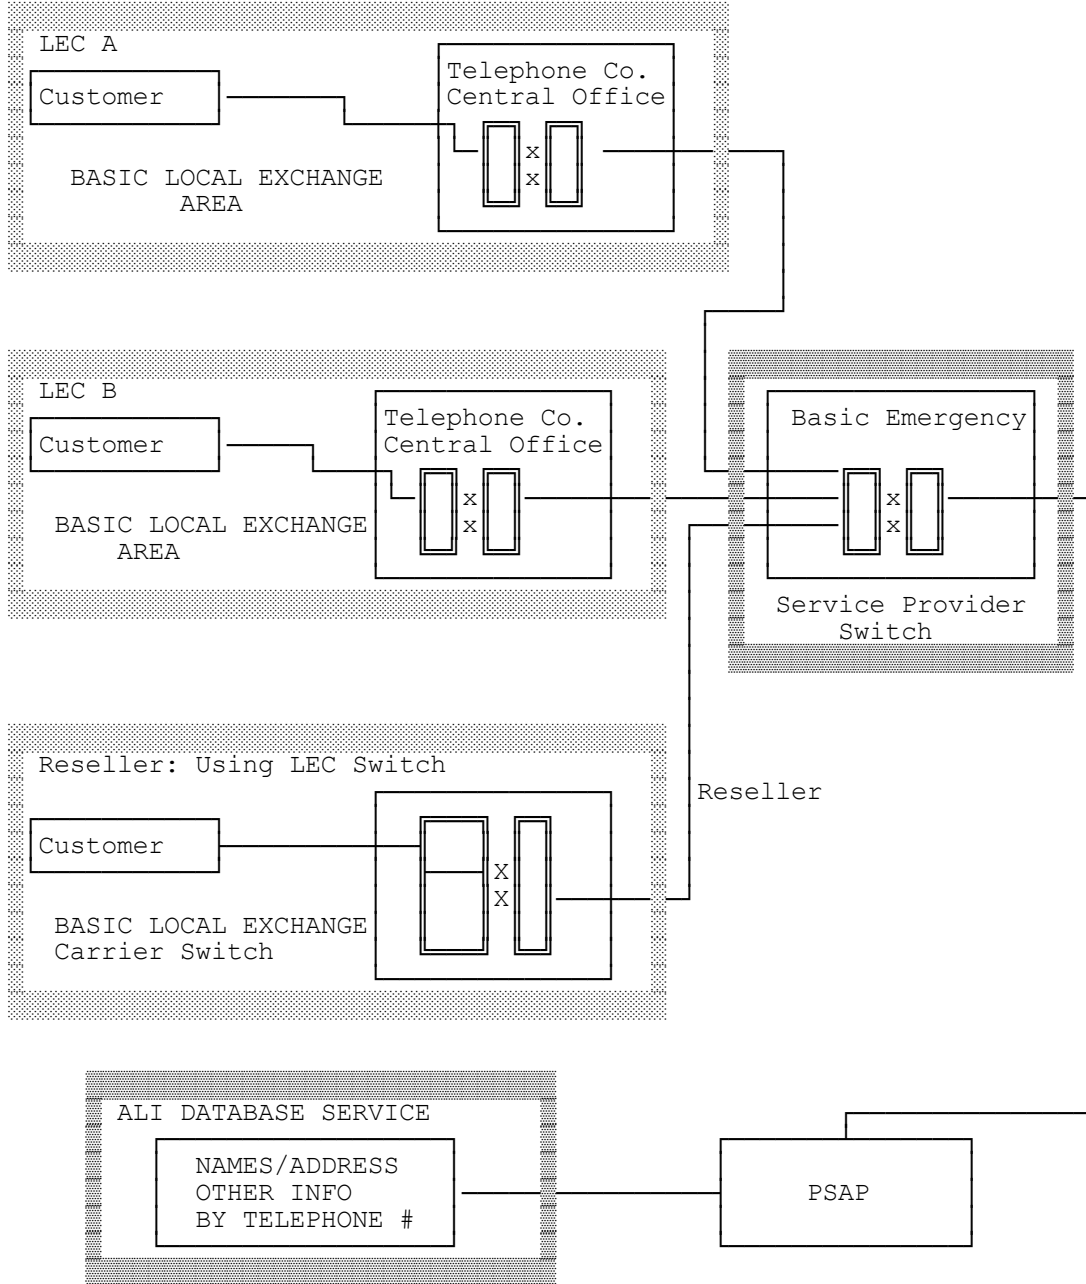 LEC A
Customer
Telephone Co.
Central Office
x
x
BASIC LOCAL EXCHANGE
AREA
LEC B
Customer
Telephone Co.
Central Office
x
x
BASIC LOCAL EXCHANGE
AREA
Basic Emergency
x
x
Service Provider
Switch
Reseller: Using LEC Switch
Reseller
Customer
X
X
BASIC LOCAL EXCHANGE
Carrier Switch
ALI DATABASE SERVICE
NAMES/ADDRESS
OTHER INFO
BY TELEPHONE #
PSAP